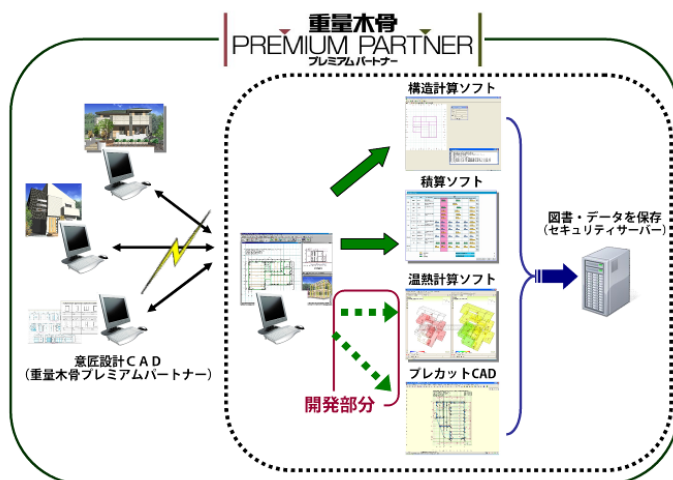 重量木骨
PREMIUM PARTNER
プレミアムパートナー
構造計算ソフト
積算ソフト
温熱計算ソフト
プレカットCAD
開発部分
意匠設計ＣＡＤ
（重量木骨プレミアムパートナー）
図書・データを保存
（セキュリティサーバー）